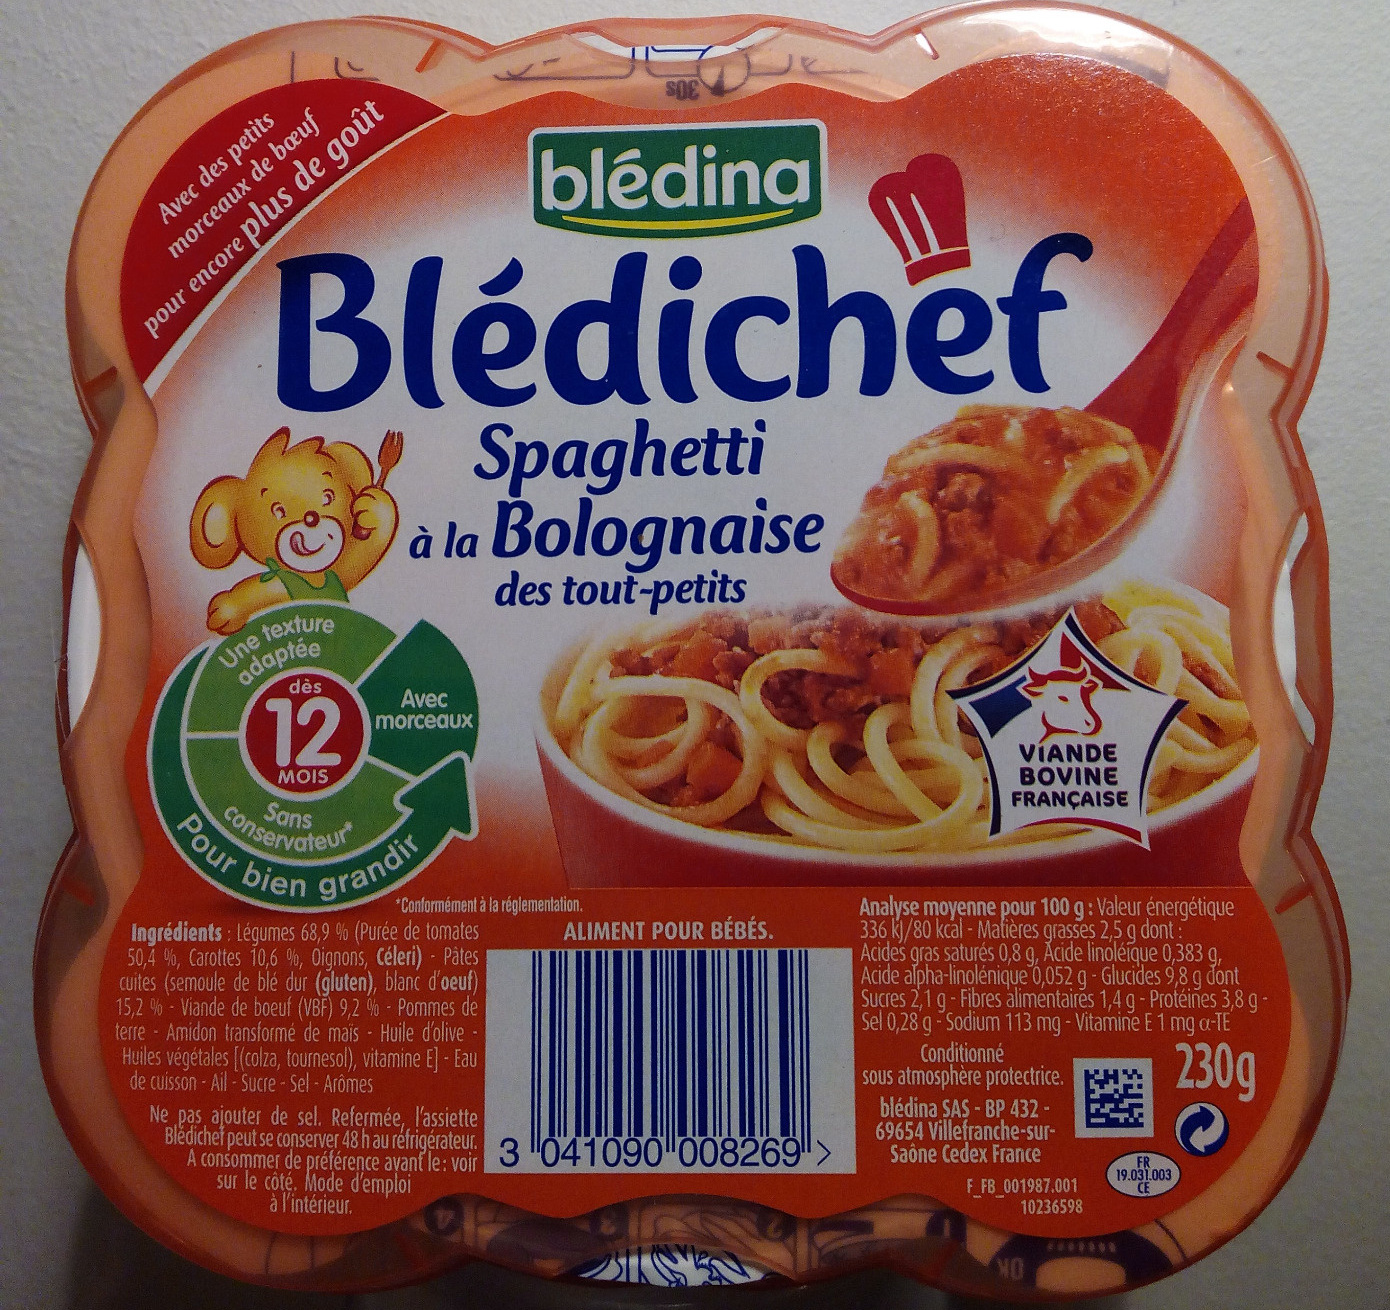 Avec des petits
morceaux de bœuf
pour encore plus de goût
30s
blédina
Blédichef
Spaghetti
à la Bolognaise
des tout-petits
Une texture
adaptée
dès
12
MOIS
Avec
morceaux
Sans
conservateur*
Pour bien grandir
VIANDE
BOVINE
FRANÇAISE
*Conformément à la réglementation.
Ingrédients : Légumes 68,9 % (Purée de tomates
50,4 %, Carottes 10,6 %, Oignons, Céleri) - Pâtes
cuites (semoule de blé dur (gluten), blanc d'oeuf)
15,2 % - Viande de boeuf (VBF) 9,2 % - Pommes de
terre - Amidon transformé de maïs - Huile d'olive -
Huiles végétales [(colza, tournesol), vitamine E] - Eau
de cuisson - Ail - Sucre - Sel - Arômes
Ne pas ajouter de sel. Refermée, l'assiette
Blédichef peut se conserver 48 h au réfrigérateur.
A consommer de préférence avant le : voir
sur le côté. Mode d'emploi
à l'intérieur.
ALIMENT POUR BÉBÉS.
3 041090 008269 >
Analyse moyenne pour 100 g : Valeur énergétique
336 kJ/80 kcal - Matières grasses 2,5 g dont :
Acides gras saturés 0,8 g, Acide linoléique 0,383 g,
Acide alpha-linolénique 0,052 g - Glucides 9,8 g dont
Sucres 2,1 g - Fibres alimentaires 1,4 g - Protéines 3,8 g -
Sel 0,28 g - Sodium 113 mg - Vitamine E 1 mg α-TE
Conditionné
sous atmosphère protectrice.
230g
blédina SAS - BP 432 -
69654 Villefranche-sur-
Saône Cedex France
F_FB_001987.001
10236598
FR
19.031.003
CE
OK